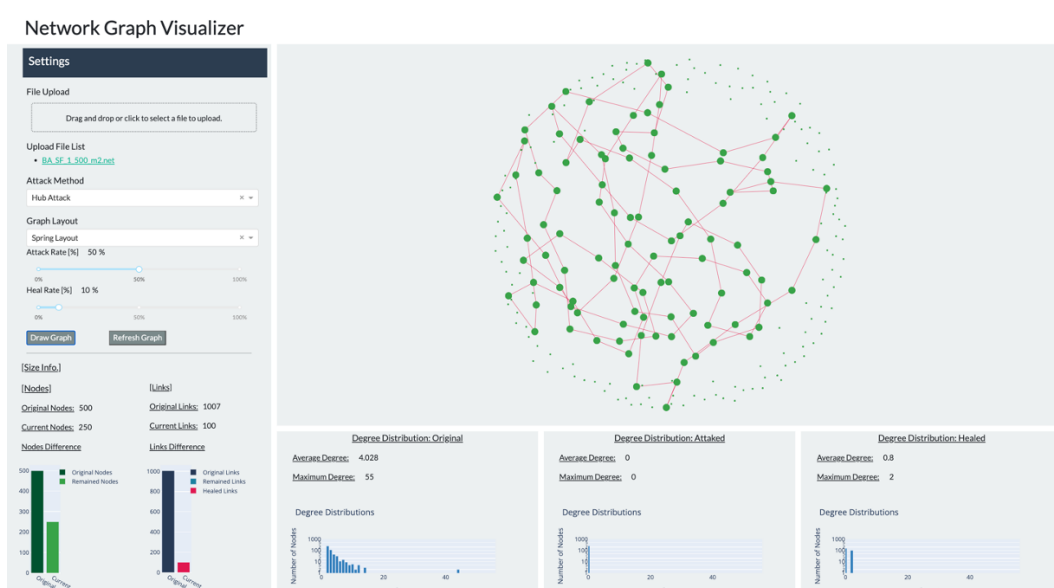 Network Graph Visualizer
Settings
File Upload
Drag and drop or click to select a file to upload.
Upload File List
BA_SF_1_500_m2.net
Attack Method
Hub Attack
Graph Layout
Spring Layout
Attack Rate [%] 50 %
0% 50% 100%
Heal Rate [%] 10 %
0% 50% 100%
Draw Graph Refresh Graph
[Size Info.]
[Nodes] [Links]
Original Nodes: 500 Original Links: 1007
Current Nodes: 250 Current Links: 100
Nodes Difference Links Difference
500
400
300
200
100
0
Original Nodes
Remained Nodes
Original Current
1000
800
600
400
200
0
Original Links
Remained Links
Healed Links
Original Current
Degree Distribution: Original
Average Degree: 4.028
Maximum Degree: 55
Degree Distributions
Number of Nodes
1000
100
10
1
0 20 40
Degree Distribution: Attaked
Average Degree: 0
Maximum Degree: 0
Degree Distributions
Number of Nodes
1000
100
10
1
0 20 40
Degree Distribution: Healed
Average Degree: 0.8
Maximum Degree: 2
Degree Distributions
Number of Nodes
1000
100
10
1
0 20 40